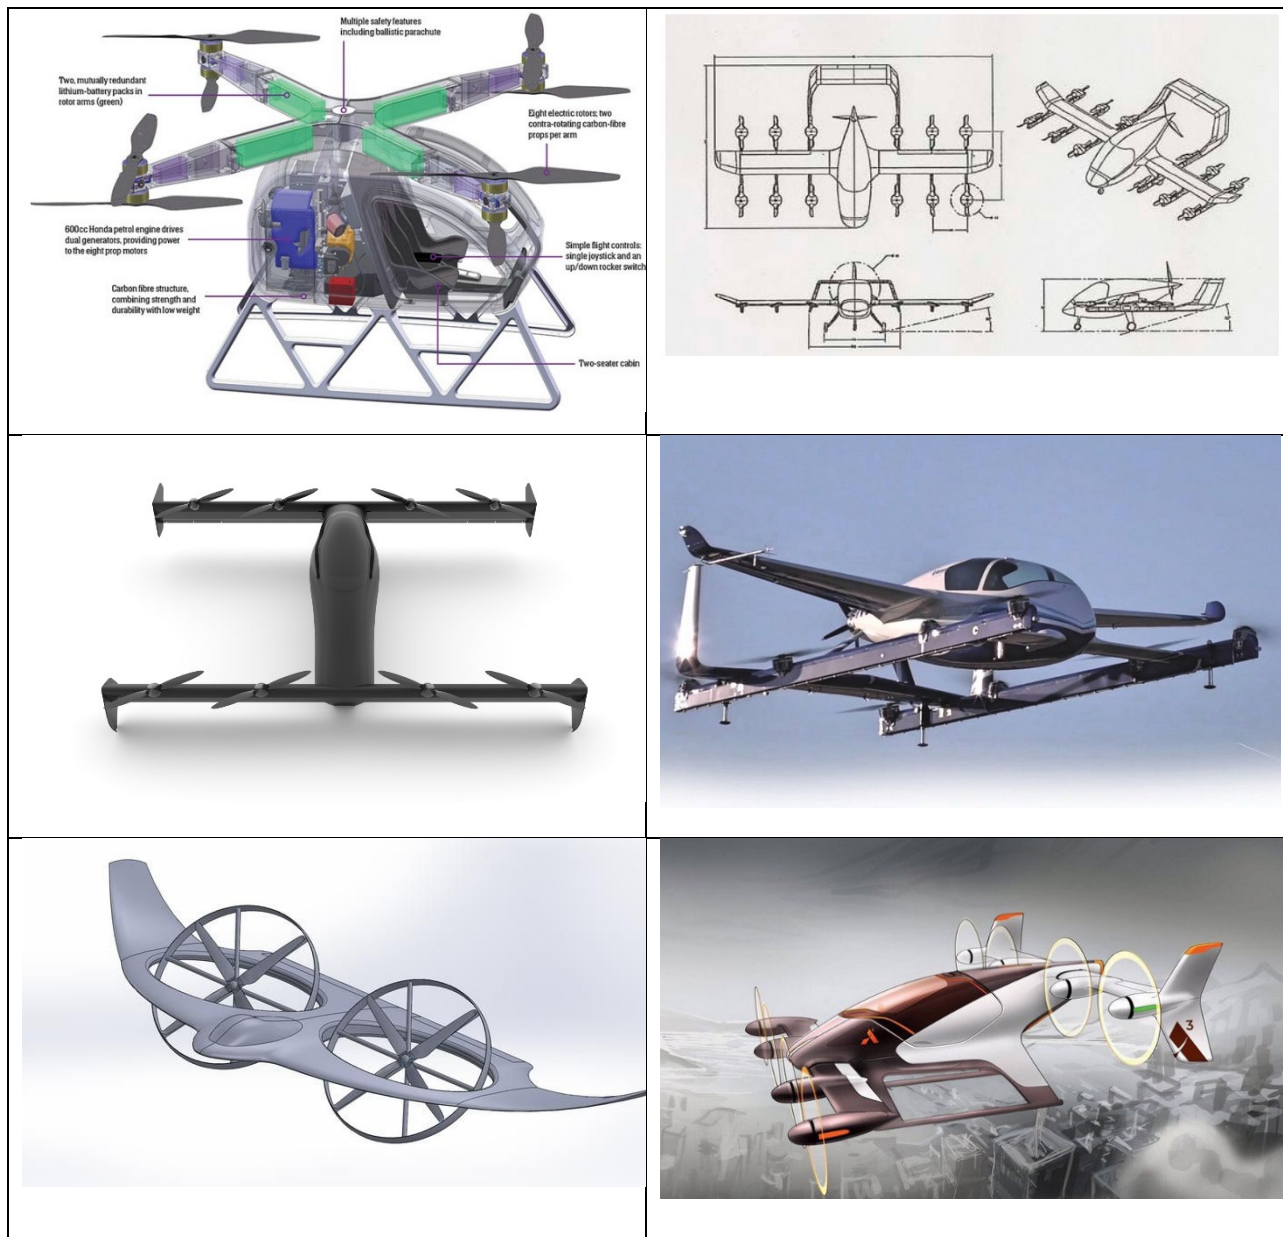 Multiple safety features
including ballistic parachute
Two, mutually redundant
lithium-battery packs in
rotor arms (green)
Eight electric rotors; two
contra-rotating carbon-fibre
props per arm
600cc Honda petrol engine drives
dual generators, providing power
to the eight prop motors
Simple flight controls:
single joystick and an
up/down rocker switch
Carbon fibre structure,
combining strength and
durability with low weight
Two-seater cabin
3